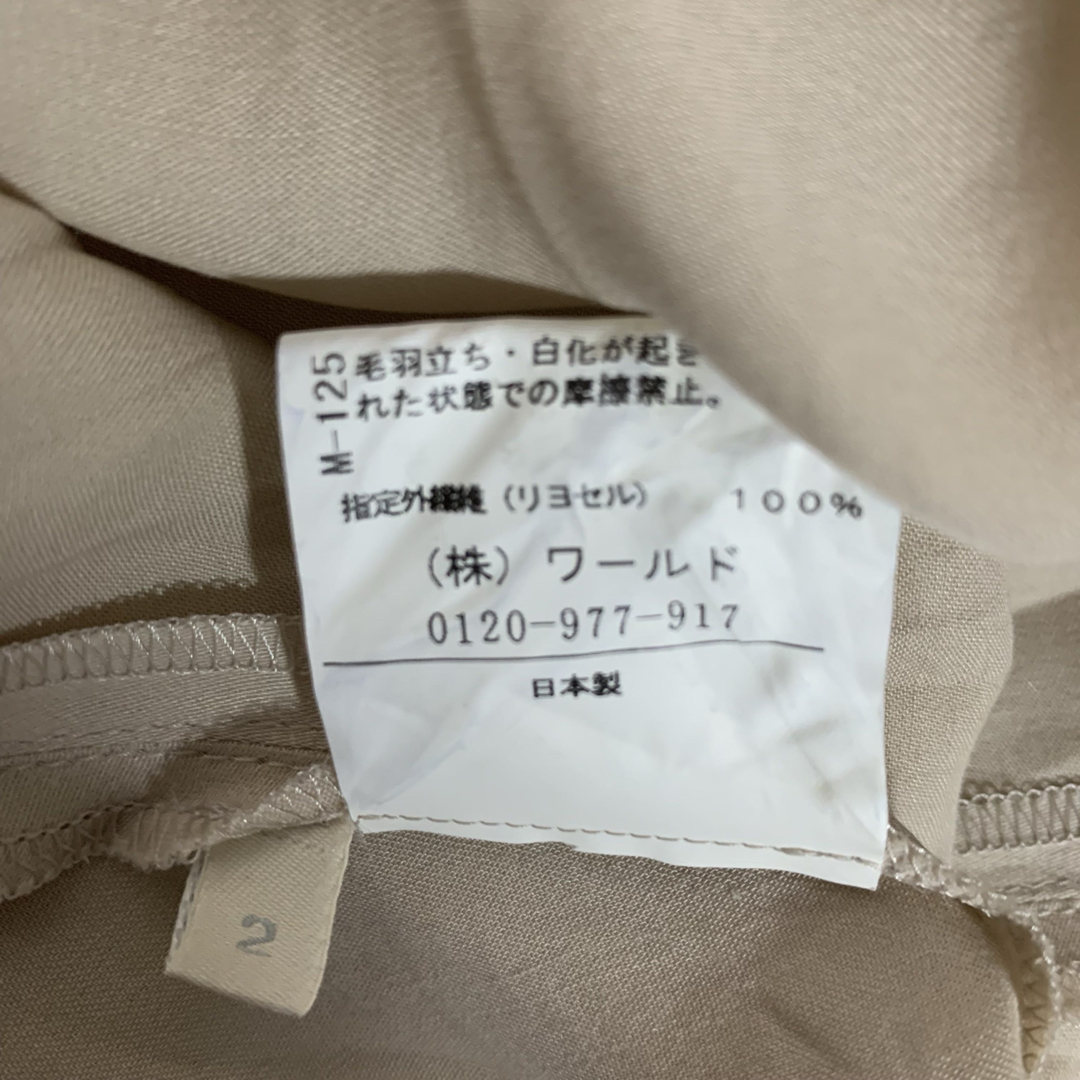 M-125
毛羽立ち・白化が起き
れた状態での摩擦禁止。
指定外繊維（リヨセル） 100%
（株）ワールド
0120-977-917
日本製
2